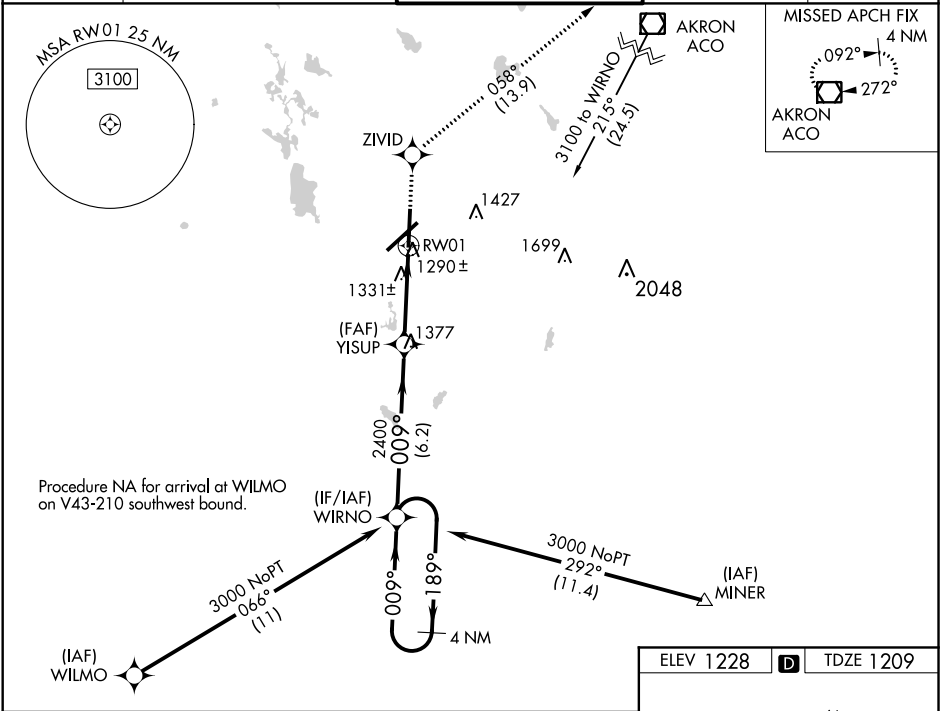 MSA RW01 25 NM
3100
AKRON
ACO
3100 to WIRNO
215°
(24.5)
058°
(13.9)
MISSED APCH FIX
4 NM
092°
272°
AKRON
ACO
ZIVID
1427
RW01
1290 ±
1331±
1699
2048
(FAF)
YISUP
1377
2400
009°
(6.2)
Procedure NA for arrival at WILMO
on V43-210 southwest bound.
(IF/IAF)
WIRNO
3000 NoPT
066°
(11)
009°
189°
4 NM
3000 NoPT
292°
(11.4)
(IAF)
MINER
(IAF)
WILMO
ELEV 1228 D TDZE 1209